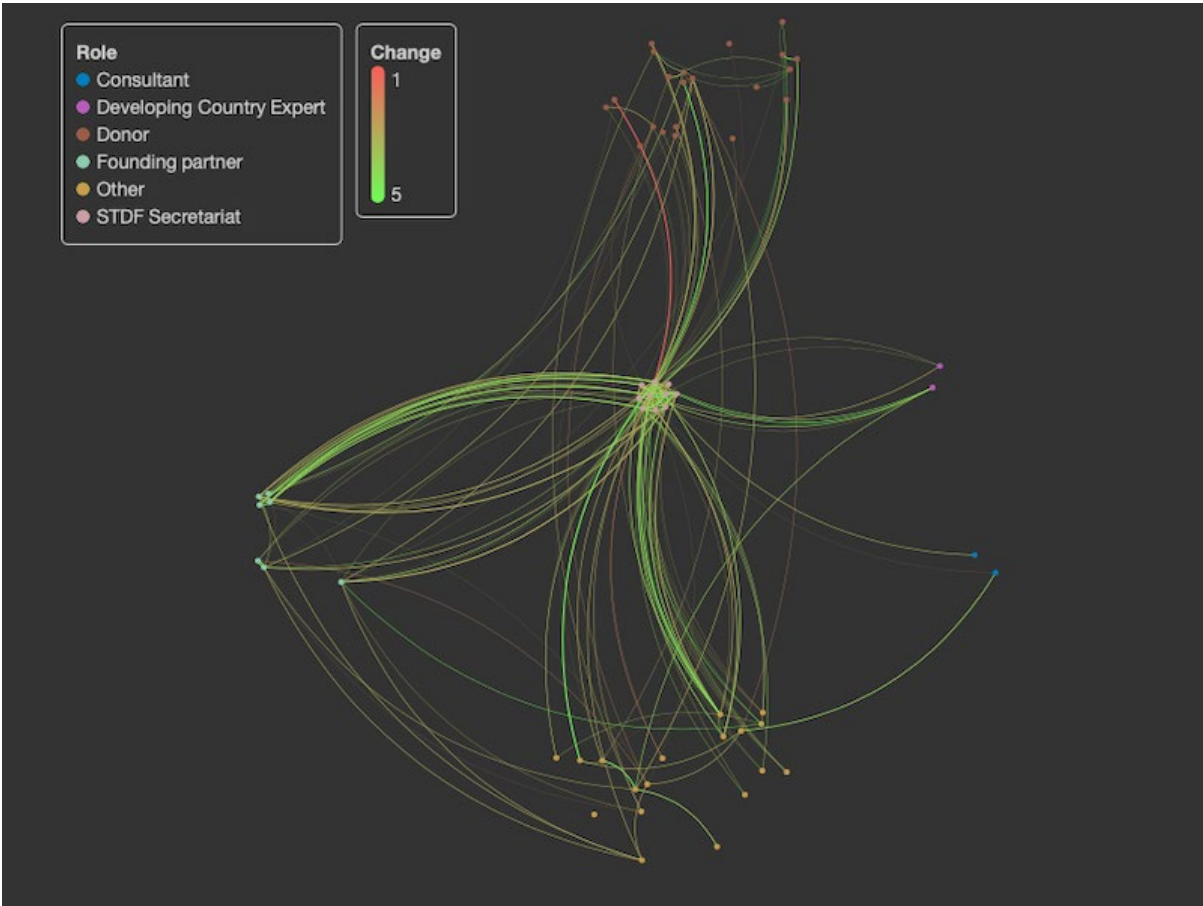 Role
Consultant
Developing Country Expert
Donor
Founding partner
Other
STDF Secretariat
Change
1
5